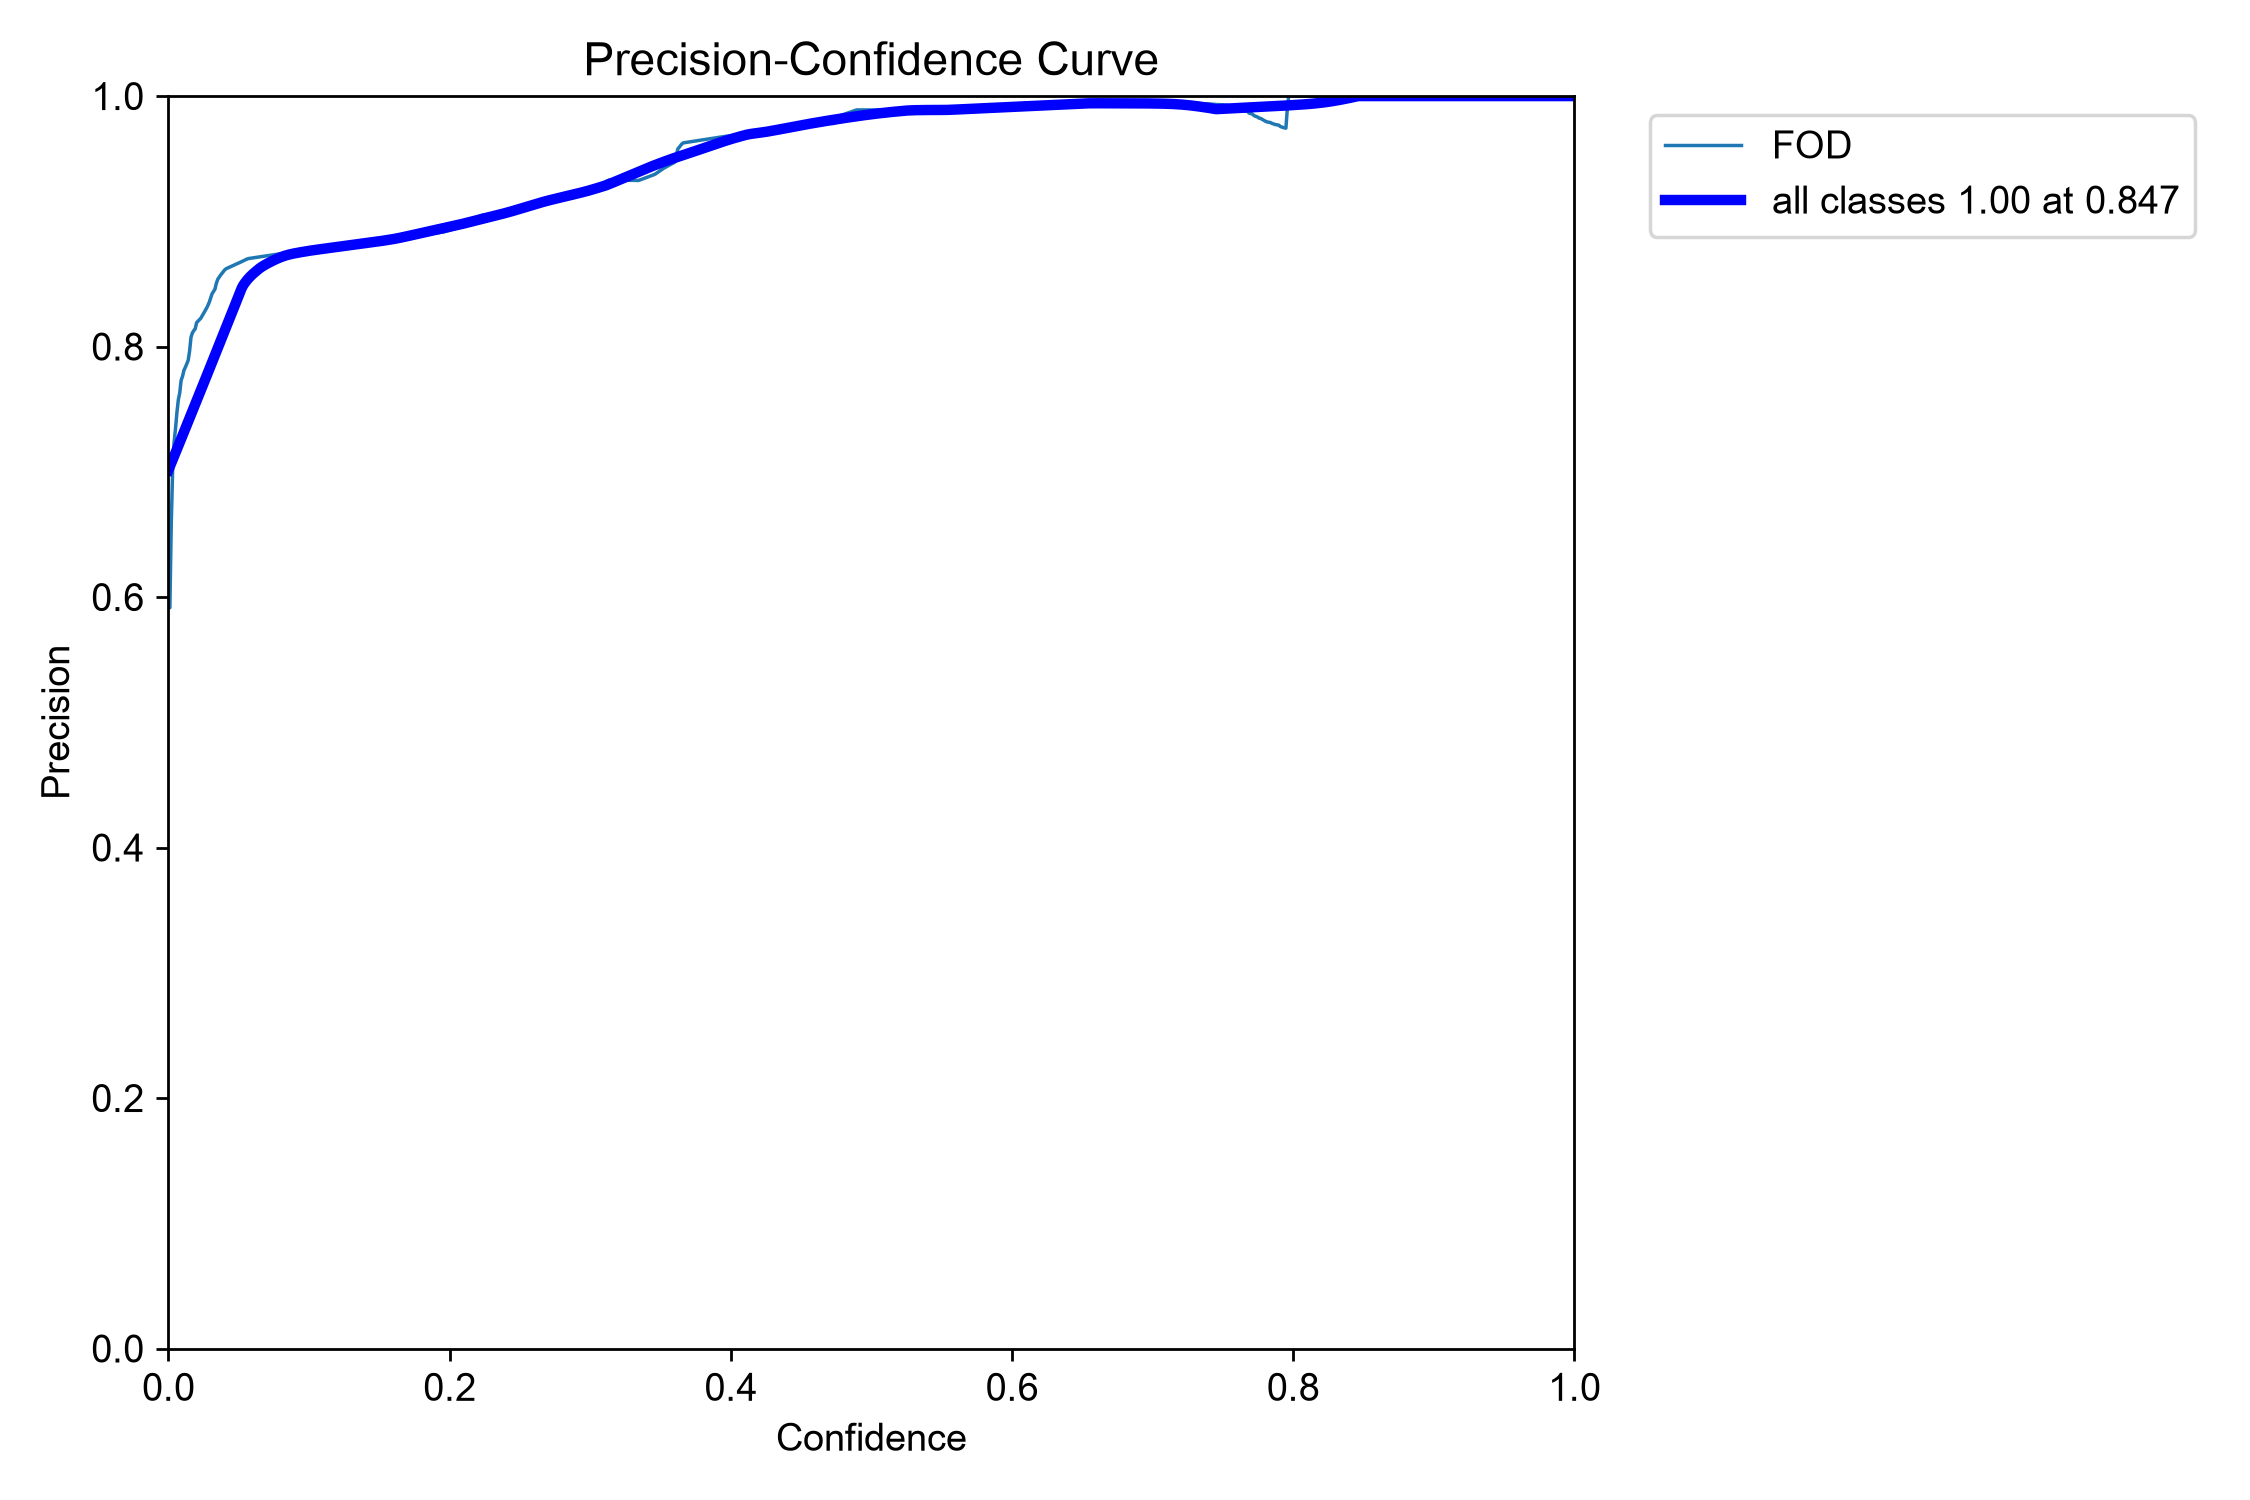 Precision-Confidence Curve
1.0
0.8
0.6
0.4
0.2
0.0
Precision
0.0 0.2 0.4 0.6 0.8 1.0
Confidence
FOD
all classes 1.00 at 0.847